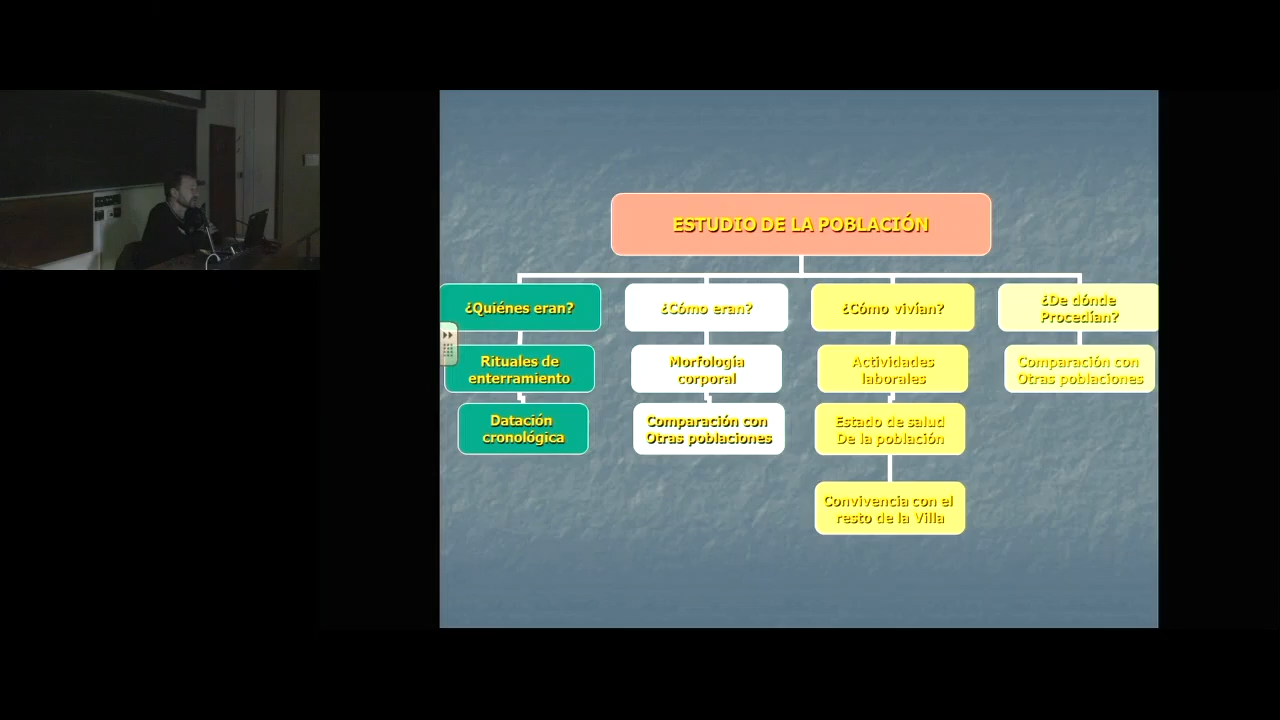 ESTUDIO DE LA POBLACIÓN
¿Quiénes eran?
Rituales de
enterramiento
Datación
cronológica
¿Cómo eran?
Morfología
corporal
Comparación con
Otras poblaciones
¿Cómo vivían?
Actividades
laborales
Estado de salud
De la población
Convivencia con el
resto de la Villa
¿De dónde
Procedían?
Comparación con
Otras poblaciones